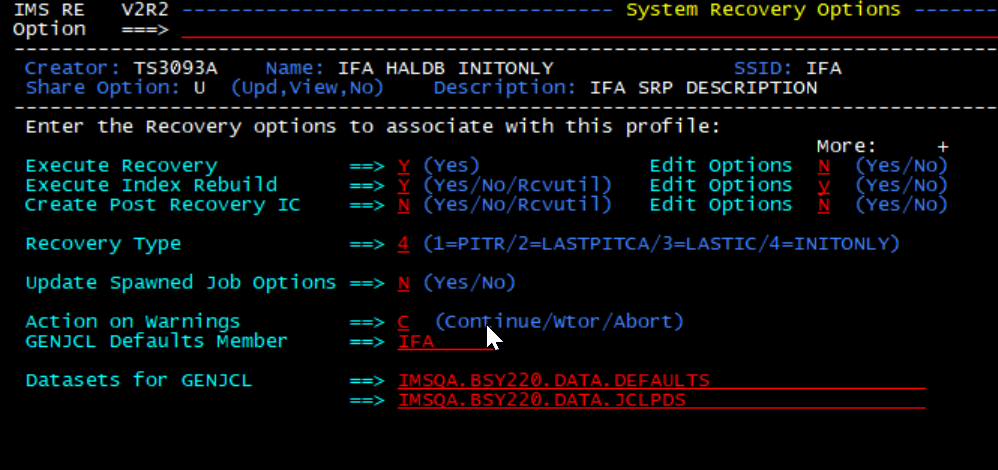 IMS RE V2R2 ------------------------------------ System Recovery Options -------
Option ===>
Creator: TS3093A Name: IFA HALDB INITONLY SSID: IFA
Share Option: U (Upd,View,No) Description: IFA SRP DESCRIPTION
Enter the Recovery options to associate with this profile:
More: +
Execute Recovery ==> Y (Yes) Edit Options N (Yes/No)
Execute Index Rebuild ==> Y (Yes/No/Rcvutil) Edit Options y (Yes/No)
Create Post Recovery IC ==> N (Yes/No/Rcvutil) Edit Options N (Yes/No)
Recovery Type ==> 4 (1=PITR/2=LASTPITCA/3=LASTIC/4=INITONLY)
Update Spawned Job Options ==> N (Yes/No)
Action on Warnings ==> C (Continue/Wtor/Abort)
GENJCL Defaults Member ==> IFA
Datasets for GENJCL ==> IMSQA.BSY220.DATA.DEFAULTS
==> IMSQA.BSY220.DATA.JCLPDS